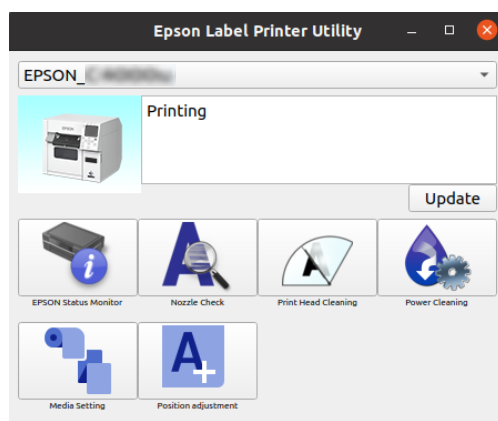 Epson Label Printer Utility
EPSON_
Printing
Update
EPSON Status Monitor
Nozzle Check
Print Head Cleaning
Power Cleaning
Media Setting
Position adjustment